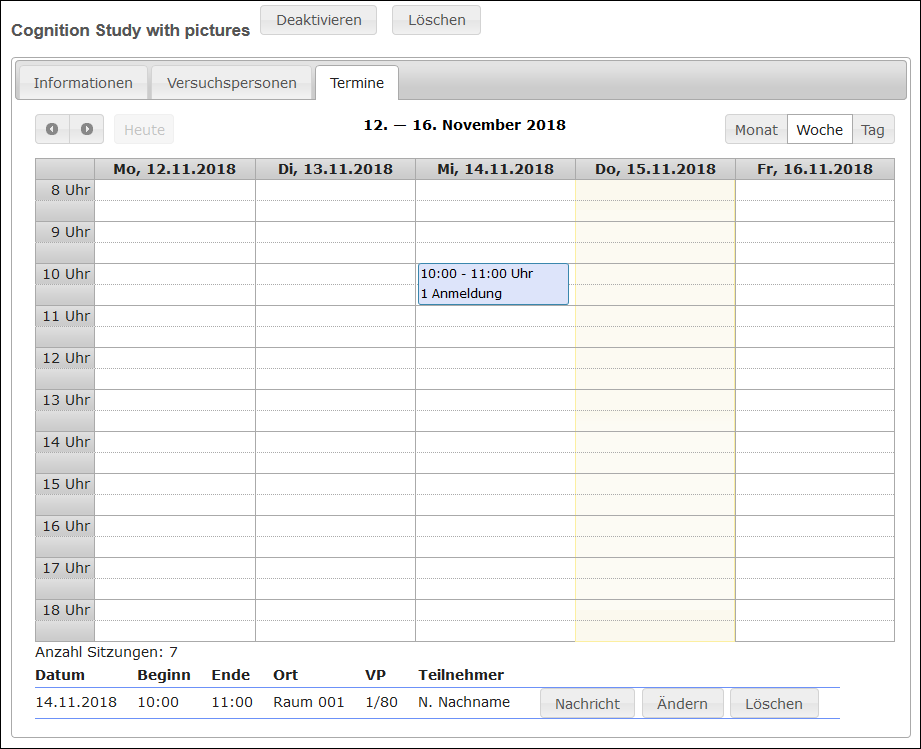 Cognition Study with pictures Deaktivieren Löschen
Informationen Versuchspersonen Termine
Heute 12. — 16. November 2018 Monat Woche Tag
Mo, 12.11.2018 Di, 13.11.2018 Mi, 14.11.2018 Do, 15.11.2018 Fr, 16.11.2018
8 Uhr
9 Uhr
10 Uhr 10:00 - 11:00 Uhr
1 Anmeldung
11 Uhr
12 Uhr
13 Uhr
14 Uhr
15 Uhr
16 Uhr
17 Uhr
18 Uhr
Anzahl Sitzungen: 7
Datum Beginn Ende Ort VP Teilnehmer
14.11.2018 10:00 11:00 Raum 001 1/80 N. Nachname Nachricht Ändern Löschen